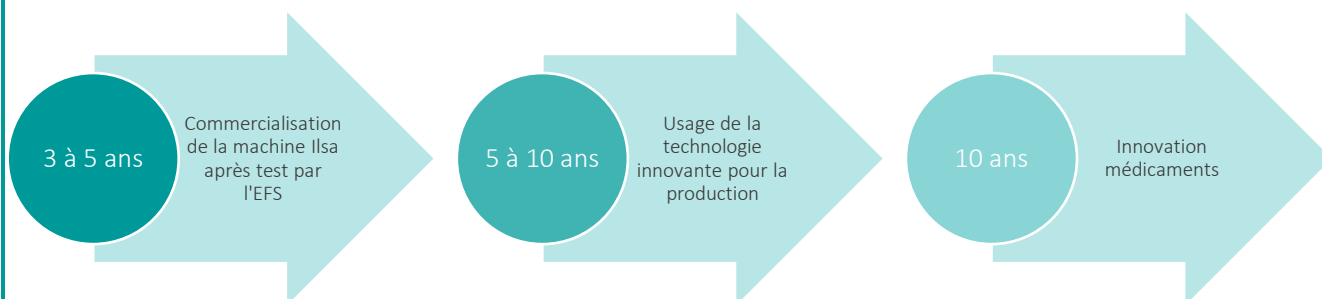 3 à 5 ans
Commercialisation
de la machine Ilsa
après test par
l'EFS
5 à 10 ans
Usage de la
technologie
innovante pour la
production
10 ans
Innovation
médicaments